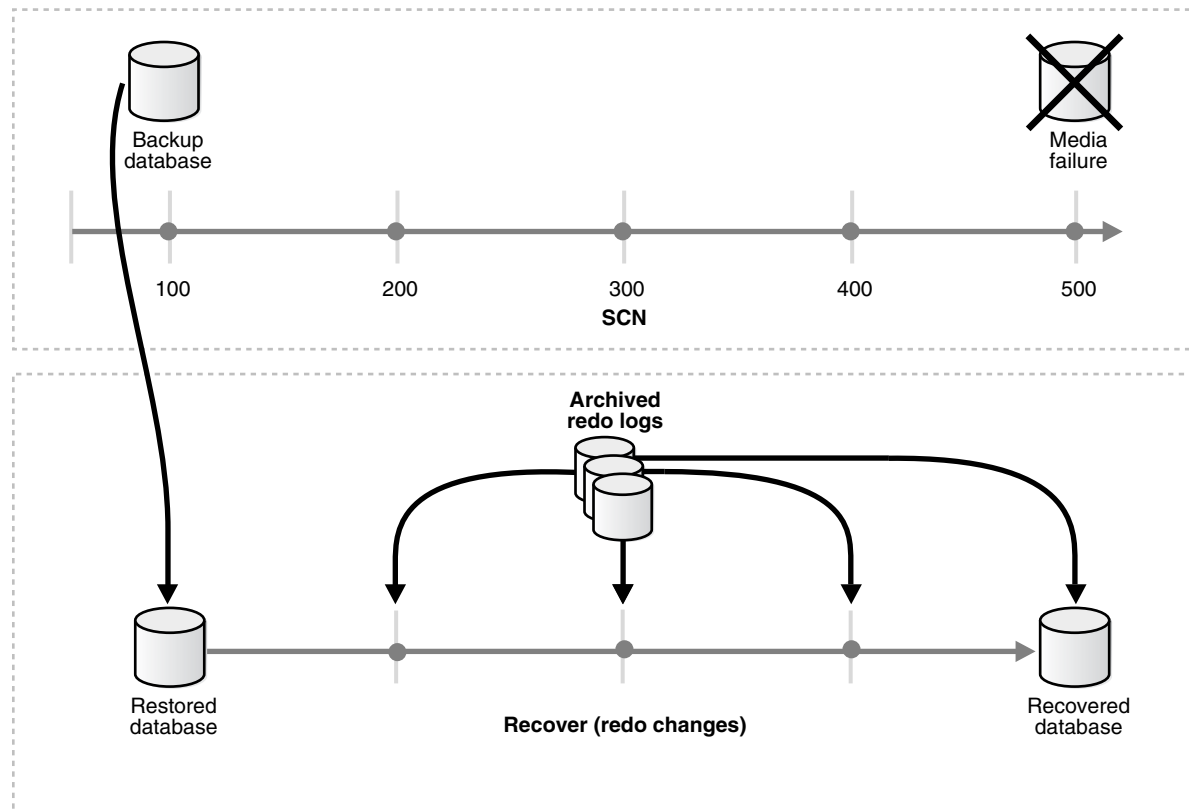 Backup
database
Media
failure
100
200
300
400
500
SCN
Archived
redo logs
Restored
database
Recover (redo changes)
Recovered
database